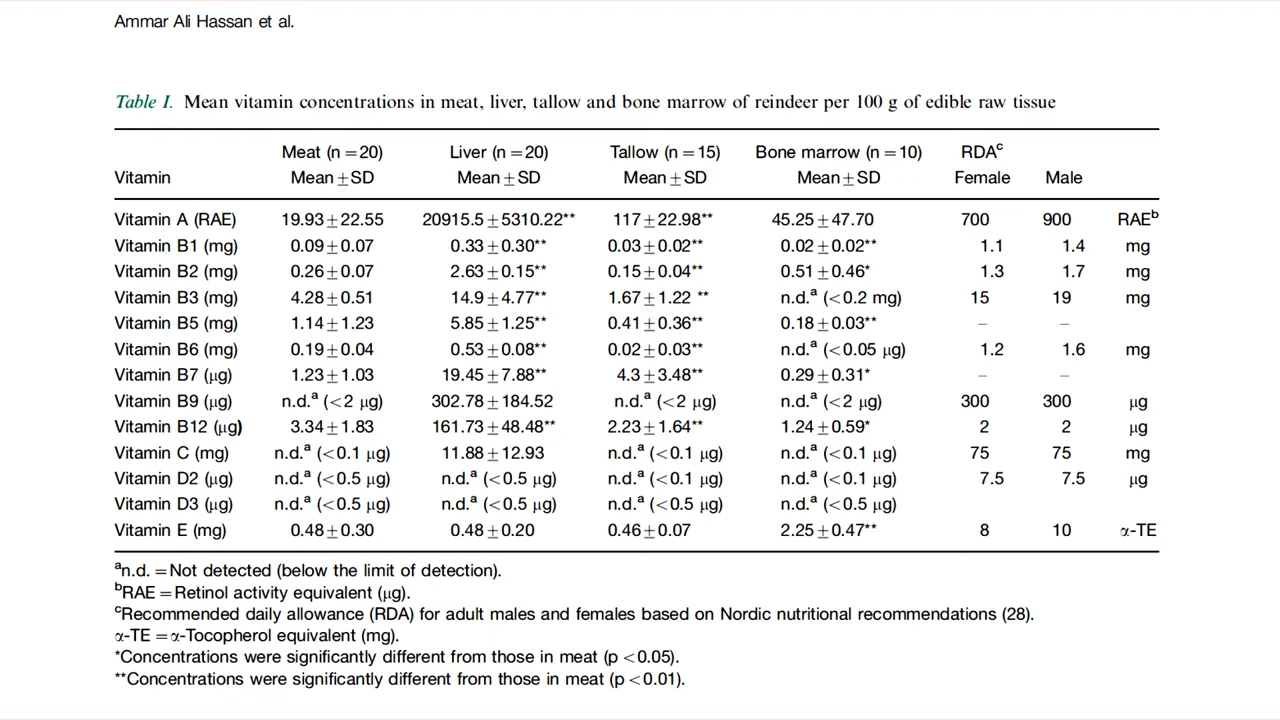 Ammar Ali Hassan et al.
Table I. Mean vitamin concentrations in meat, liver, tallow and bone marrow of reindeer per 100 g of edible raw tissue
Meat (n=20) Liver (n=20) Tallow (n=15) Bone marrow (n=10) RDAc
Vitamin Mean±SD Mean±SD Mean±SD Mean±SD Female Male
Vitamin A (RAE) 19.93±22.55 20915.5±5310.22** 117±22.98** 45.25±47.70 700 900 RAEb
Vitamin B1 (mg) 0.09±0.07 0.33±0.30** 0.03±0.02** 0.02±0.02** 1.1 1.4 mg
Vitamin B2 (mg) 0.26±0.07 2.63±0.15** 0.15±0.04** 0.51±0.46* 1.3 1.7 mg
Vitamin B3 (mg) 4.28±0.51 14.9±4.77** 1.67±1.22 ** n.d.a (<0.2 mg) 15 19 mg
Vitamin B5 (mg) 1.14±1.23 5.85±1.25** 0.41±0.36** 0.18±0.03** – –
Vitamin B6 (mg) 0.19±0.04 0.53±0.08** 0.02±0.03** n.d.a (<0.05 µg) 1.2 1.6 mg
Vitamin B7 (µg) 1.23±1.03 19.45±7.88** 4.3±3.48** 0.29±0.31* – –
Vitamin B9 (µg) n.d.a (<2 µg) 302.78±184.52 n.d.a (<2 µg) n.d.a (<2 µg) 300 300 µg
Vitamin B12 (µg) 3.34±1.83 161.73±48.48** 2.23±1.64** 1.24±0.59* 2 2 µg
Vitamin C (mg) n.d.a (<0.1 µg) 11.88±12.93 n.d.a (<0.1 µg) n.d.a (<0.1 µg) 75 75 mg
Vitamin D2 (µg) n.d.a (<0.5 µg) n.d.a (<0.5 µg) n.d.a (<0.1 µg) n.d.a (<0.1 µg) 7.5 7.5 µg
Vitamin D3 (µg) n.d.a (<0.5 µg) n.d.a (<0.5 µg) n.d.a (<0.5 µg) n.d.a (<0.5 µg)
Vitamin E (mg) 0.48±0.30 0.48±0.20 0.46±0.07 2.25±0.47** 8 10 α-TE
an.d.=Not detected (below the limit of detection).
bRAE=Retinol activity equivalent (µg).
cRecommended daily allowance (RDA) for adult males and females based on Nordic nutritional recommendations (28).
α-TE=α-Tocopherol equivalent (mg).
*Concentrations were significantly different from those in meat (p<0.05).
**Concentrations were significantly different from those in meat (p<0.01).